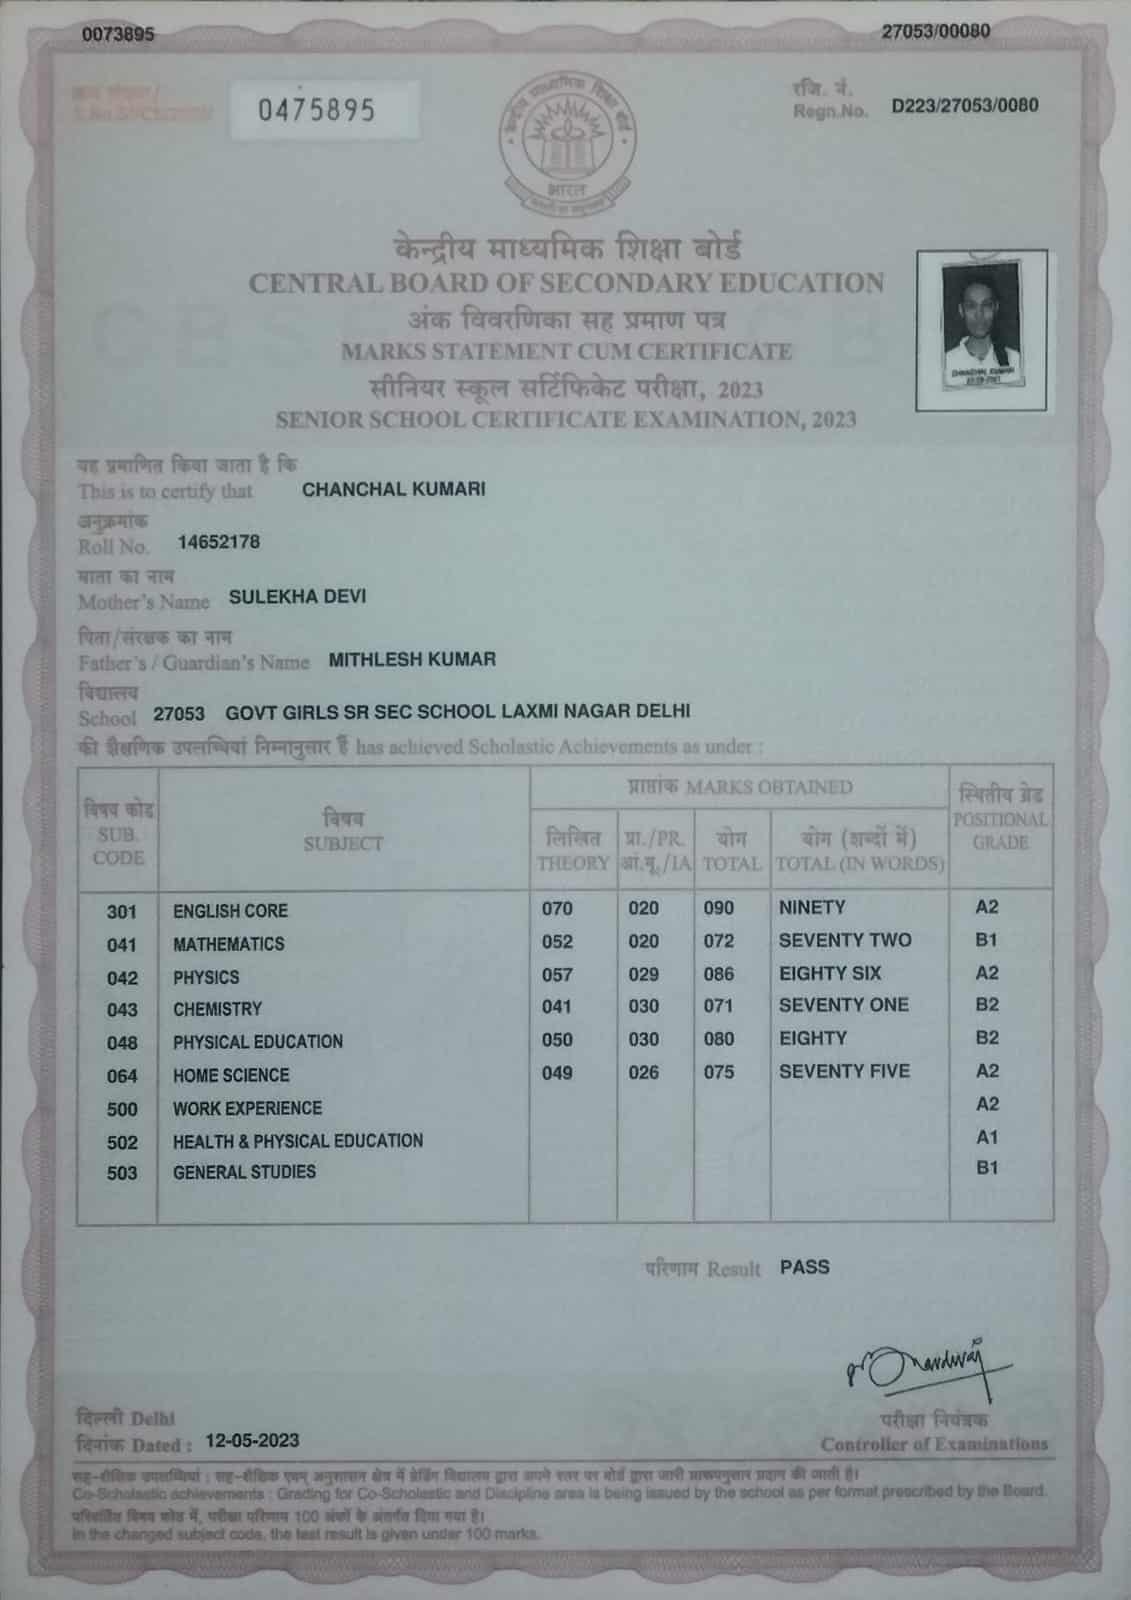 0073895
27053/00080
0475895
रजि. नं.
Regn.No. D223/27053/0080
भारत
केन्द्रीय माध्यमिक शिक्षा बोर्ड
CENTRAL BOARD OF SECONDARY EDUCATION
अंक विवरणिका सह प्रमाण पत्र
MARKS STATEMENT CUM CERTIFICATE
सीनियर स्कूल सर्टिफिकेट परीक्षा, 2023
SENIOR SCHOOL CERTIFICATE EXAMINATION, 2023
CHANCHAL KUMARI
यह प्रमाणित किया जाता है कि
This is to certify that CHANCHAL KUMARI
अनुक्रमांक
Roll No. 14652178
माता का नाम
Mother's Name SULEKHA DEVI
पिता/संरक्षक का नाम
Father's / Guardian's Name MITHLESH KUMAR
विद्यालय
School 27053 GOVT GIRLS SR SEC SCHOOL LAXMI NAGAR DELHI
की शैक्षणिक उपलब्धियां निम्नानुसार हैं has achieved Scholastic Achievements as under :
विषय कोड
SUB. CODE
विषय
SUBJECT
प्राप्तांक MARKS OBTAINED
लिखित
THEORY
प्रा./PR.
आं.मू./IA
योग
TOTAL
योग (शब्दों में)
TOTAL (IN WORDS)
स्थितीय ग्रेड
POSITIONAL GRADE
301 ENGLISH CORE 070 020 090 NINETY A2
041 MATHEMATICS 052 020 072 SEVENTY TWO B1
042 PHYSICS 057 029 086 EIGHTY SIX A2
043 CHEMISTRY 041 030 071 SEVENTY ONE B2
048 PHYSICAL EDUCATION 050 030 080 EIGHTY B2
064 HOME SCIENCE 049 026 075 SEVENTY FIVE A2
500 WORK EXPERIENCE A2
502 HEALTH & PHYSICAL EDUCATION A1
503 GENERAL STUDIES B1
परिणाम Result PASS
दिल्ली Delhi
दिनांक Dated : 12-05-2023
परीक्षा नियंत्रक
Controller of Examinations
सह-शैक्षिक उपलब्धियां : सह-शैक्षिक एवम् अनुशासन क्षेत्र में ग्रेडिंग विद्यालय द्वारा अपने स्तर पर बोर्ड द्वारा जारी प्रारूपनुसार प्रदान की जाती है।
Co-Scholastic achievements : Grading for Co-Scholastic and Discipline area is being issued by the school as per format prescribed by the Board.
परिवर्तित विषय कोड में, परीक्षा परिणाम 100 अंकों के अंतर्गत दिया गया है।
In the changed subject code, the test result is given under 100 marks.